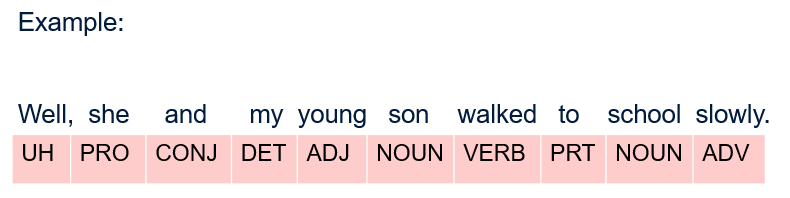 Example:
Well, she and my young son walked to school slowly.
UH PRO CONJ DET ADJ NOUN VERB PRT NOUN ADV